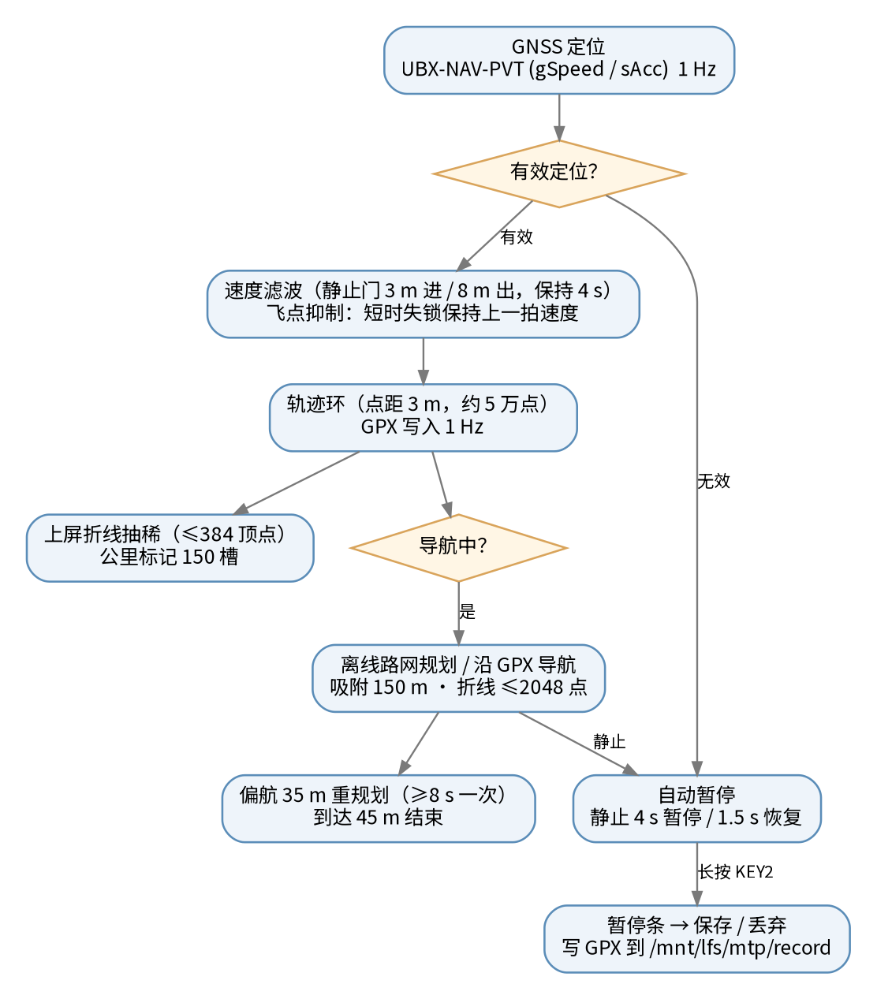 GNSS 定位
UBX-NAV-PVT (gSpeed / sAcc)  1 Hz
有效定位?
有效
速度滤波（静止门 3 m 进 / 8 m 出，保持 4 s）
飞点抑制：短时失锁保持上一拍速度
轨迹环（点距 3 m，约 5 万点）
GPX 写入 1 Hz
无效
上屏折线抽稀（≤384 顶点）
公里标记 150 槽
导航中?
是
离线路网规划 / 沿 GPX 导航
吸附 150 m · 折线 ≤2048 点
静止
偏航 35 m 重规划（≥8 s 一次）
到达 45 m 结束
自动暂停
静止 4 s 暂停 / 1.5 s 恢复
长按 KEY2
暂停条 → 保存 / 丢弃
写 GPX 到 /mnt/lfs/mtp/record